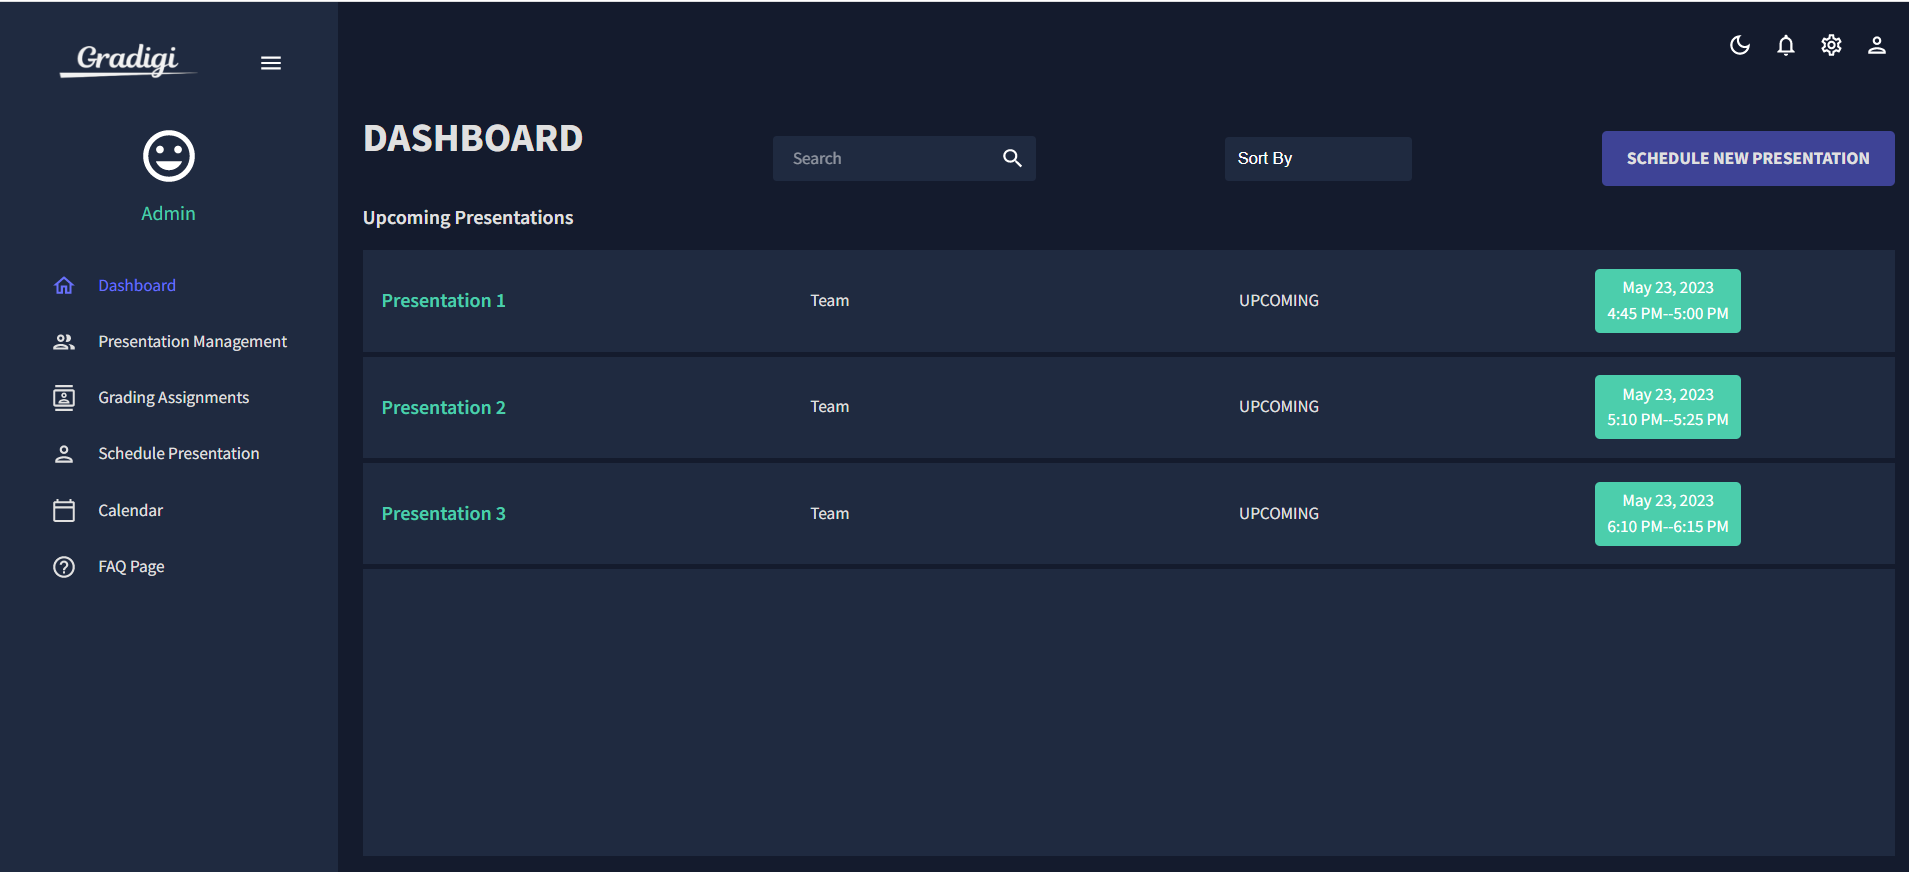 Gradigi
Admin
Dashboard
Presentation Management
Grading Assignments
Schedule Presentation
Calendar
FAQ Page
DASHBOARD
Search
Sort By
SCHEDULE NEW PRESENTATION
Upcoming Presentations
Presentation 1 Team UPCOMING May 23, 2023
4:45 PM--5:00 PM
Presentation 2 Team UPCOMING May 23, 2023
5:10 PM--5:25 PM
Presentation 3 Team UPCOMING May 23, 2023
6:10 PM--6:15 PM